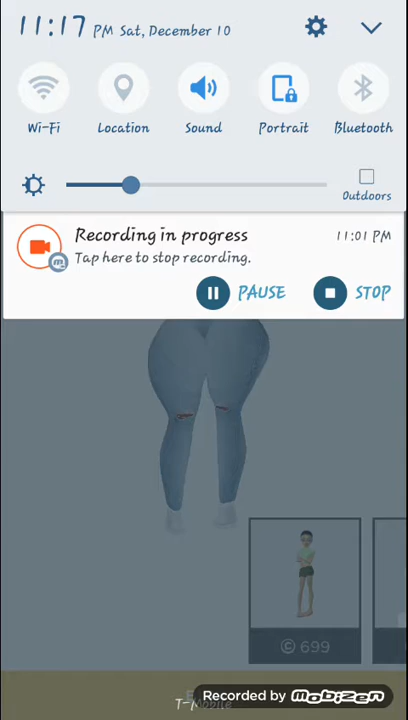 11:17 PM Sat, December 10
Wi-Fi Location Sound Portrait Bluetooth
Outdoors
Recording in progress 11:01 PM
Tap here to stop recording.
PAUSE STOP
© 699
T-Mobile
Recorded by mobizen